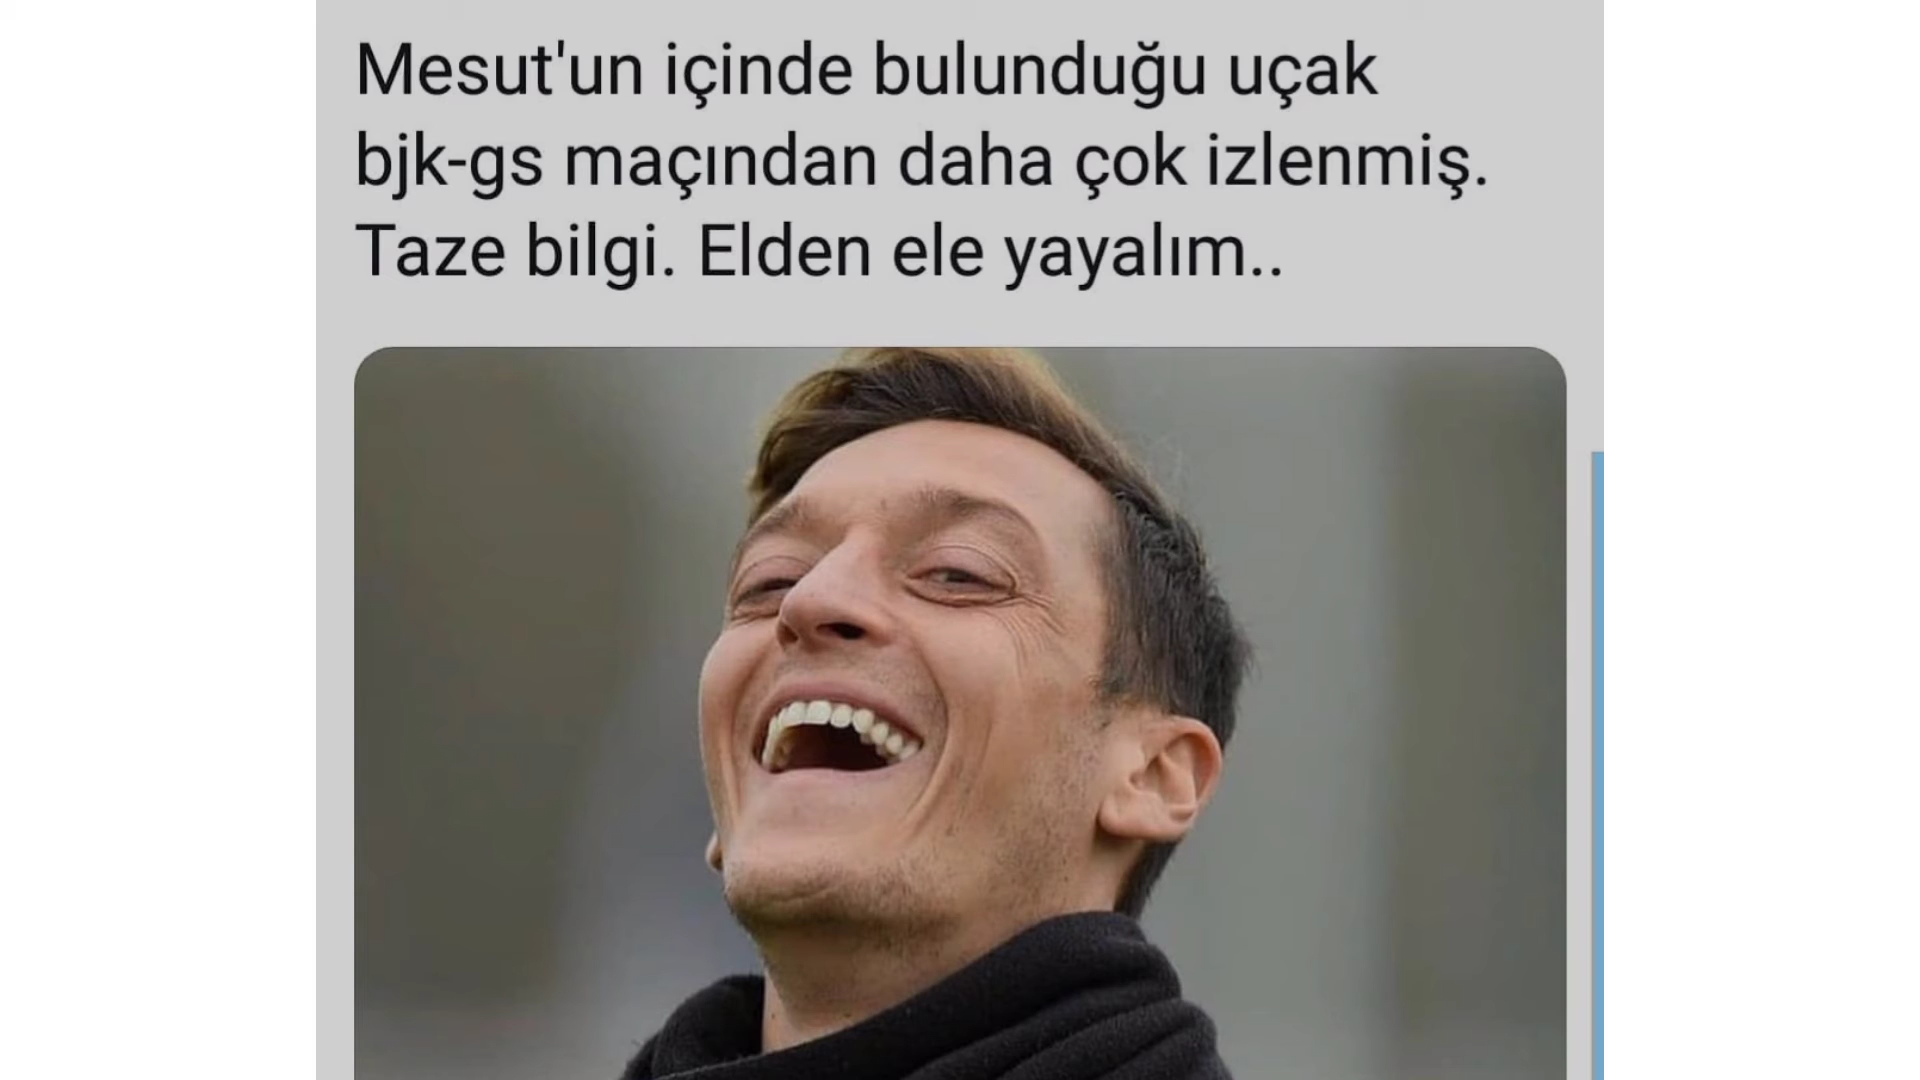 Mesut'un içinde bulunduğu uçak
bjk-gs maçından daha çok izlenmiş.
Taze bilgi. Elden ele yayalım..